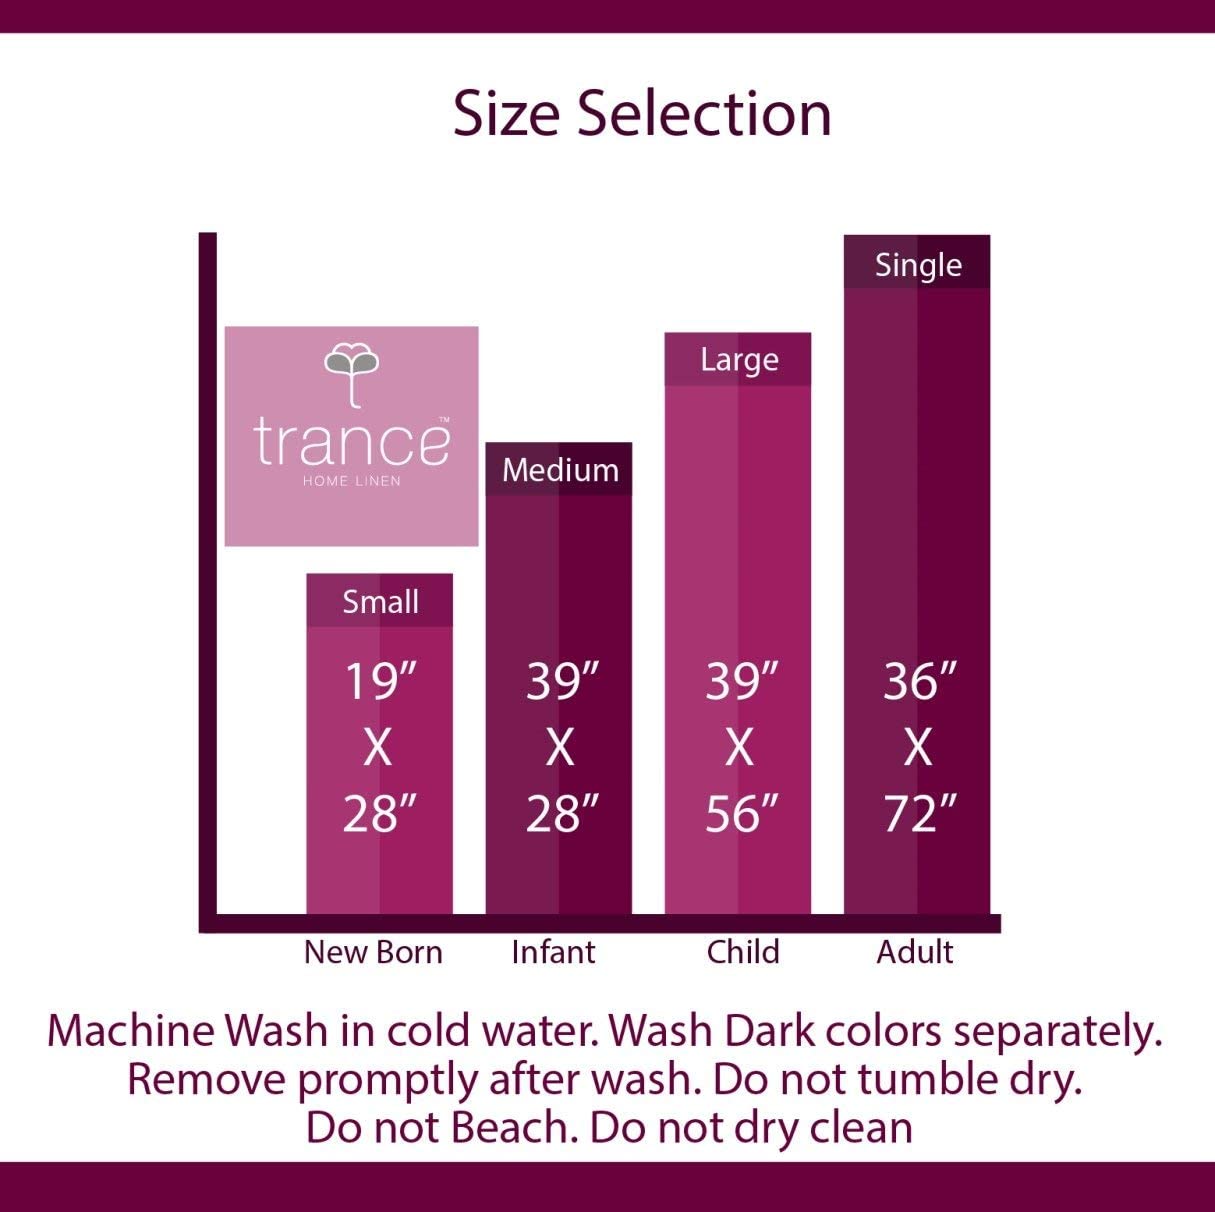 Size Selection
Single
Large
trance™
HOME LiNEN
Medium
Small
19” 39” 39” 36”
X X X X
28” 28” 56” 72”
New Born Infant Child Adult
Machine Wash in cold water. Wash Dark colors separately.
Remove promptly after wash. Do not tumble dry.
Do not Beach. Do not dry clean